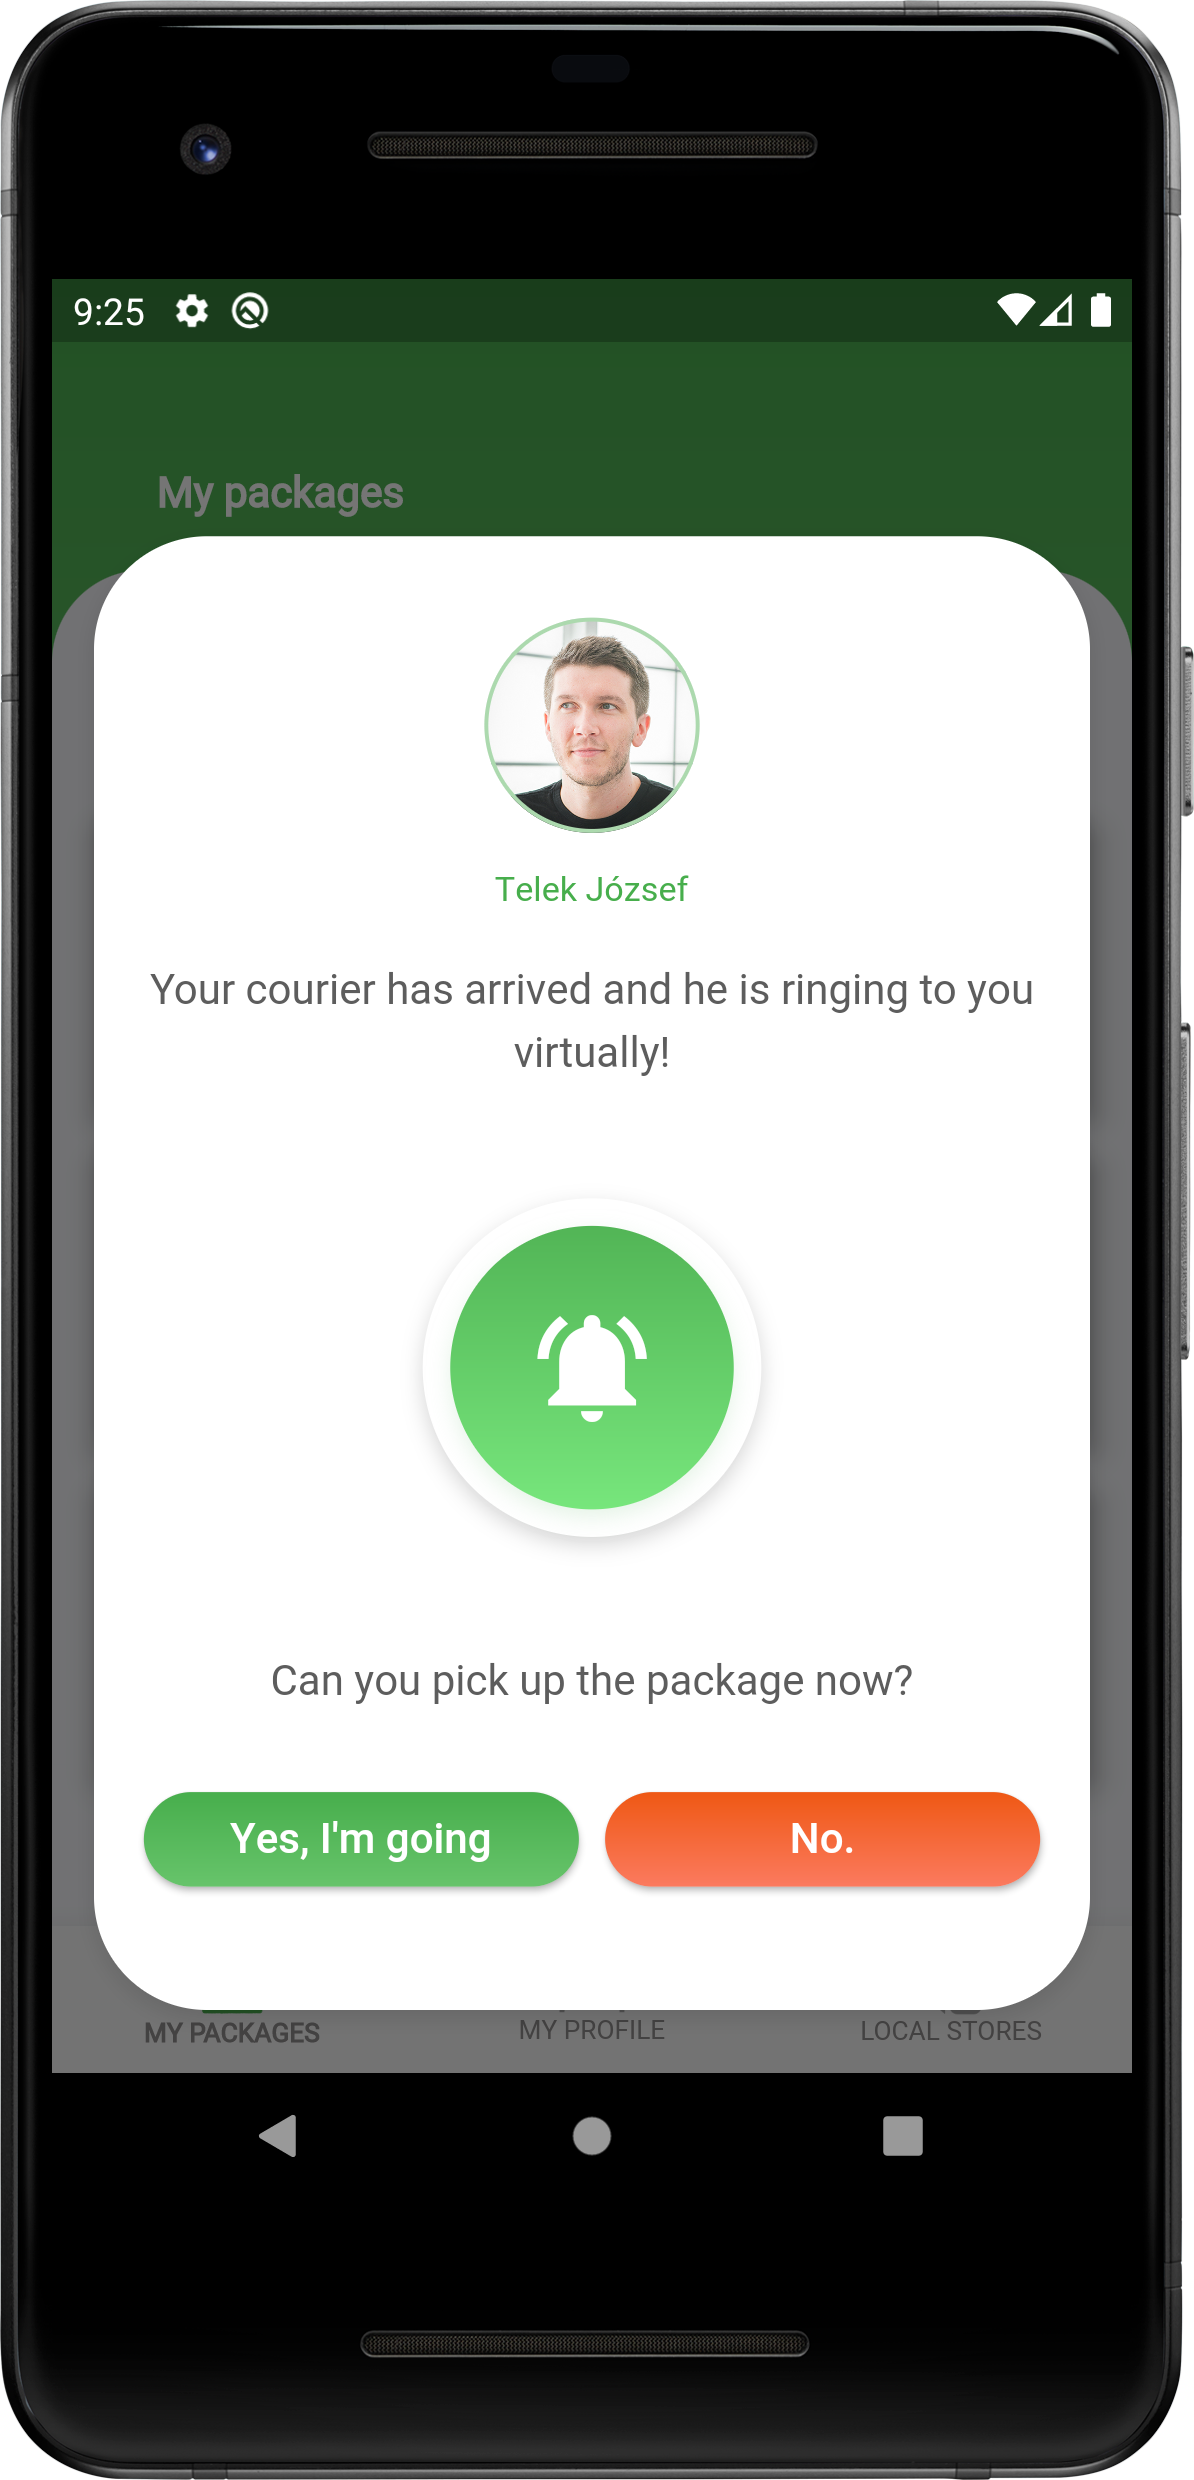 9:25
My packages
Telek József
Your courier has arrived and he is ringing to you
virtually!
Can you pick up the package now?
Yes, I'm going
No.
MY PACKAGES
MY PROFILE
LOCAL STORES